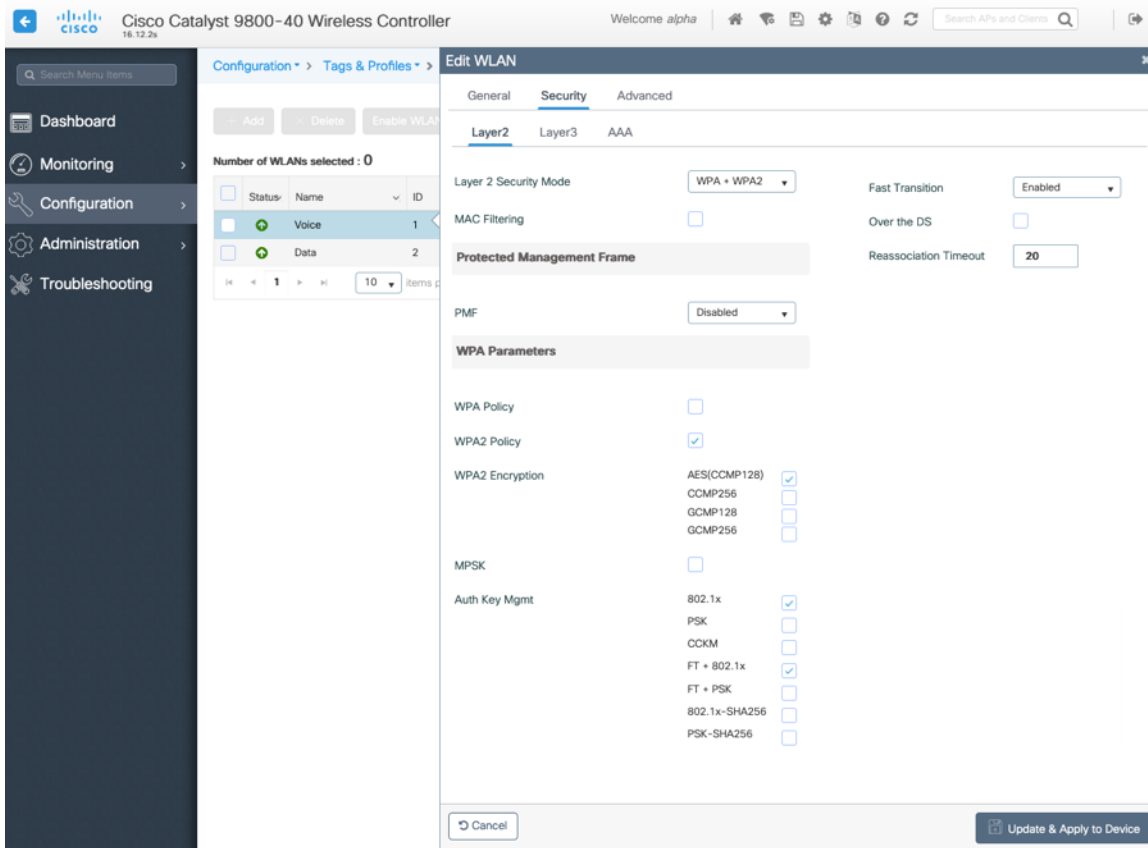 CISCO
Cisco Catalyst 9800-40 Wireless Controller
16.12.2s
Welcome alpha
Search APs and Clients
Search Menu Items
Dashboard
Monitoring
Configuration
Administration
Troubleshooting
Configuration > Tags & Profiles >
Add Delete Enable WLAN
Number of WLANs selected : 0
Status Name ID
Voice 1
Data 2
1 10 items p
Edit WLAN
General Security Advanced
Layer2 Layer3 AAA
Layer 2 Security Mode WPA + WPA2
MAC Filtering
Protected Management Frame
PMF Disabled
WPA Parameters
WPA Policy
WPA2 Policy
WPA2 Encryption AES(CCMP128)
CCMP256
GCMP128
GCMP256
MPSK
Auth Key Mgmt 802.1x
PSK
CCKM
FT + 802.1x
FT + PSK
802.1x-SHA256
PSK-SHA256
Fast Transition Enabled
Over the DS
Reassociation Timeout 20
Cancel
Update & Apply to Device